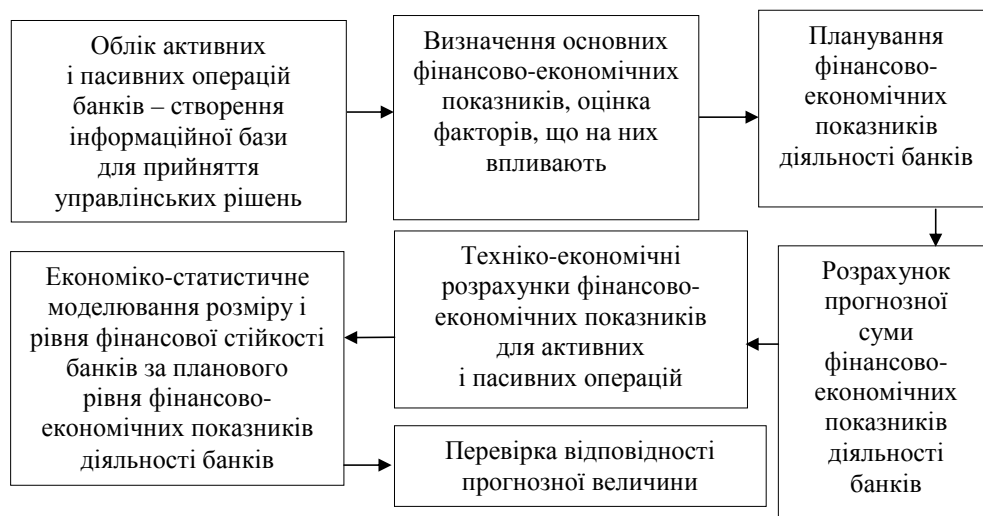 Облік активних
і пасивних операцій
банків – створення
інформаційної бази
для прийняття
управлінських рішень
Визначення основних
фінансово-економічних
показників, оцінка
факторів, що на них
впливають
Планування
фінансово-
економічних
показників
діяльності банків
Розрахунок
прогнозної
суми
фінансово-
економічних
показників
діяльності
банків
Техніко-економічні
розрахунки фінансово-
економічних показників
для активних
і пасивних операцій
Економіко-статистичне
моделювання розміру і
рівня фінансової стійкості
банків за планового
рівня фінансово-
економічних показників
діяльності банків
Перевірка відповідності
прогнозної величини